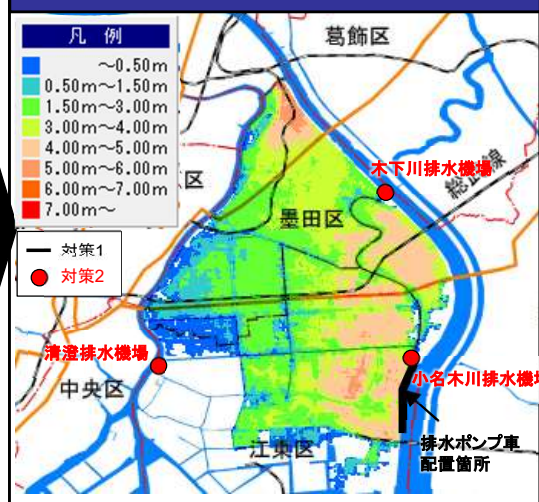 凡 例
～0.50m
0.50m～1.50m
1.50m～3.00m
3.00m～4.00m
4.00m～5.00m
5.00m～6.00m
6.00m～7.00m
7.00m～
対策1
対策2
葛飾区
区
木下川排水機場
総武線
墨田区
清澄排水機場
小名木川排水機場
中央区
江東区
排水ポンプ車
配置箇所